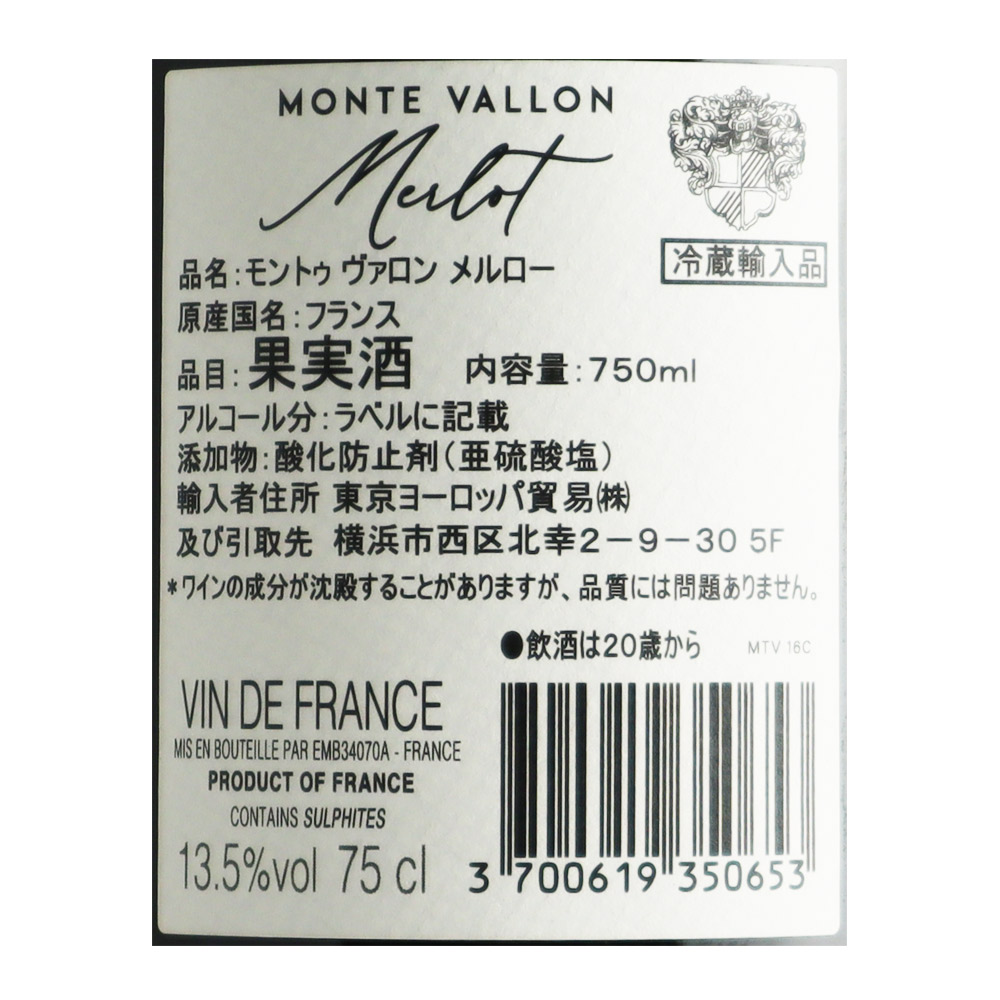 MONTE VALLON
Merlot
冷蔵輸入品
品名:モントゥ ヴァロン メルロー
原産国名:フランス
品目:果実酒 内容量:750ml
アルコール分:ラベルに記載
添加物:酸化防止剤(亜硫酸塩)
輸入者住所 東京ヨーロッパ貿易㈱
及び引取先 横浜市西区北幸2-9-30 5F
*ワインの成分が沈殿することがありますが、品質には問題ありません。
●飲酒は20歳から MTV 16C
VIN DE FRANCE
MIS EN BOUTEILLE PAR EMB34070A - FRANCE
PRODUCT OF FRANCE
CONTAINS SULPHITES
13.5%vol 75 cl
3 700619 350653